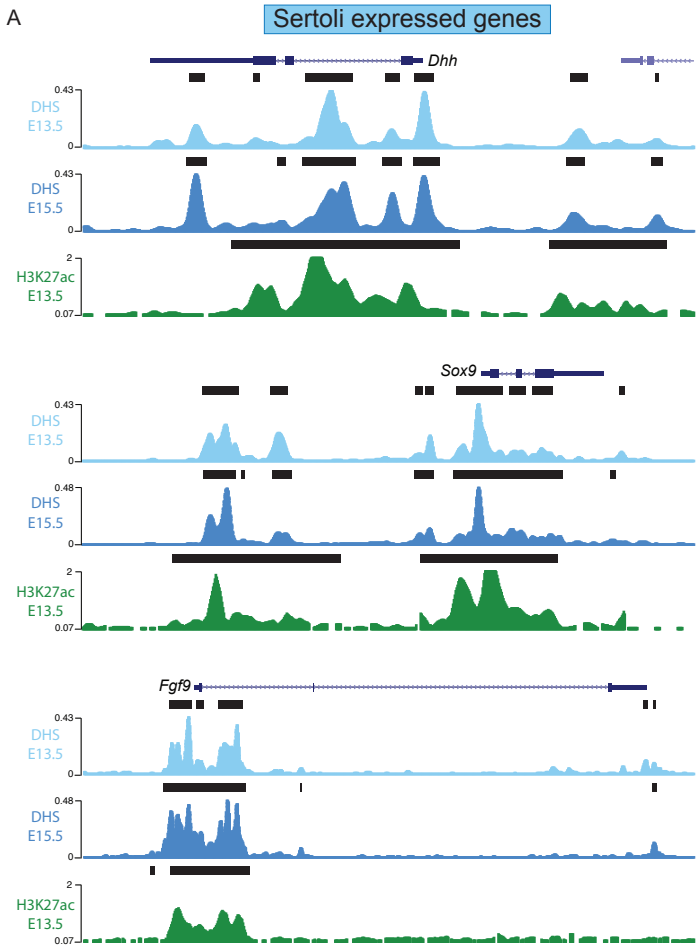 A
Sertoli expressed genes
Dhh
0.43
DHS
E13.5
0
0.43
DHS
E15.5
0
2
H3K27ac
E13.5
0.07
Sox9
0.43
DHS
E13.5
0
0.48
DHS
E15.5
0
2
H3K27ac
E13.5
0.07
Fgf9
0.43
DHS
E13.5
0
0.48
DHS
E15.5
0
2
H3K27ac
E13.5
0.07